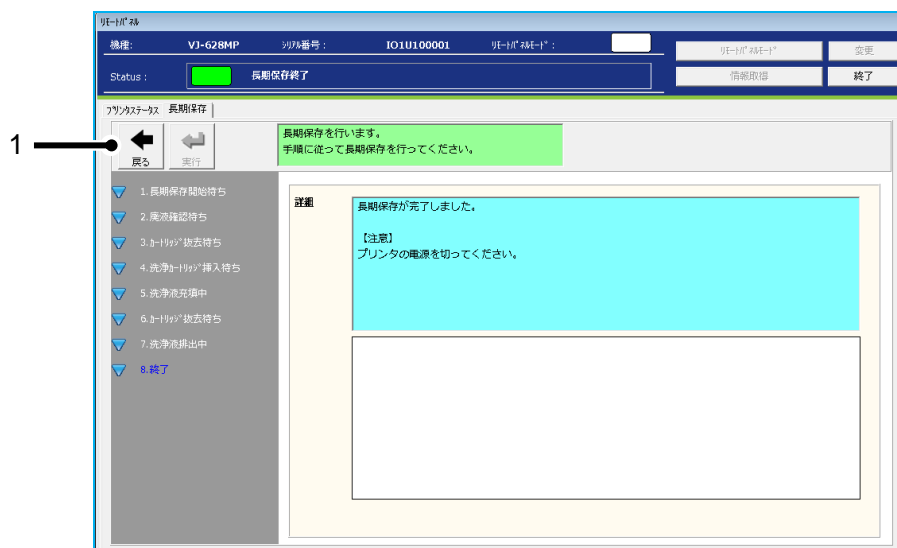 ﾘﾓｰﾄﾊﾟﾈﾙ
機種: VJ-628MP ｼﾘｱﾙ番号: IO1U100001 ﾘﾓｰﾄﾊﾟﾈﾙﾓｰﾄﾞ: ﾘﾓｰﾄﾊﾟﾈﾙﾓｰﾄﾞ 変更
Status: 長期保存終了 情報取得 終了
ﾌﾟﾘﾝﾀｽﾃｰﾀｽ 長期保存
1
戻る 実行
長期保存を行います。
手順に従って長期保存を行ってください。
1.長期保存開始待ち
2.廃液確認待ち
3.ｶｰﾄﾘｯｼﾞ抜去待ち
4.洗浄ｶｰﾄﾘｯｼﾞ挿入待ち
5.洗浄液充填中
6.ｶｰﾄﾘｯｼﾞ抜去待ち
7.洗浄液排出中
8.終了
詳細
長期保存が完了しました。
【注意】
プリンタの電源を切ってください。